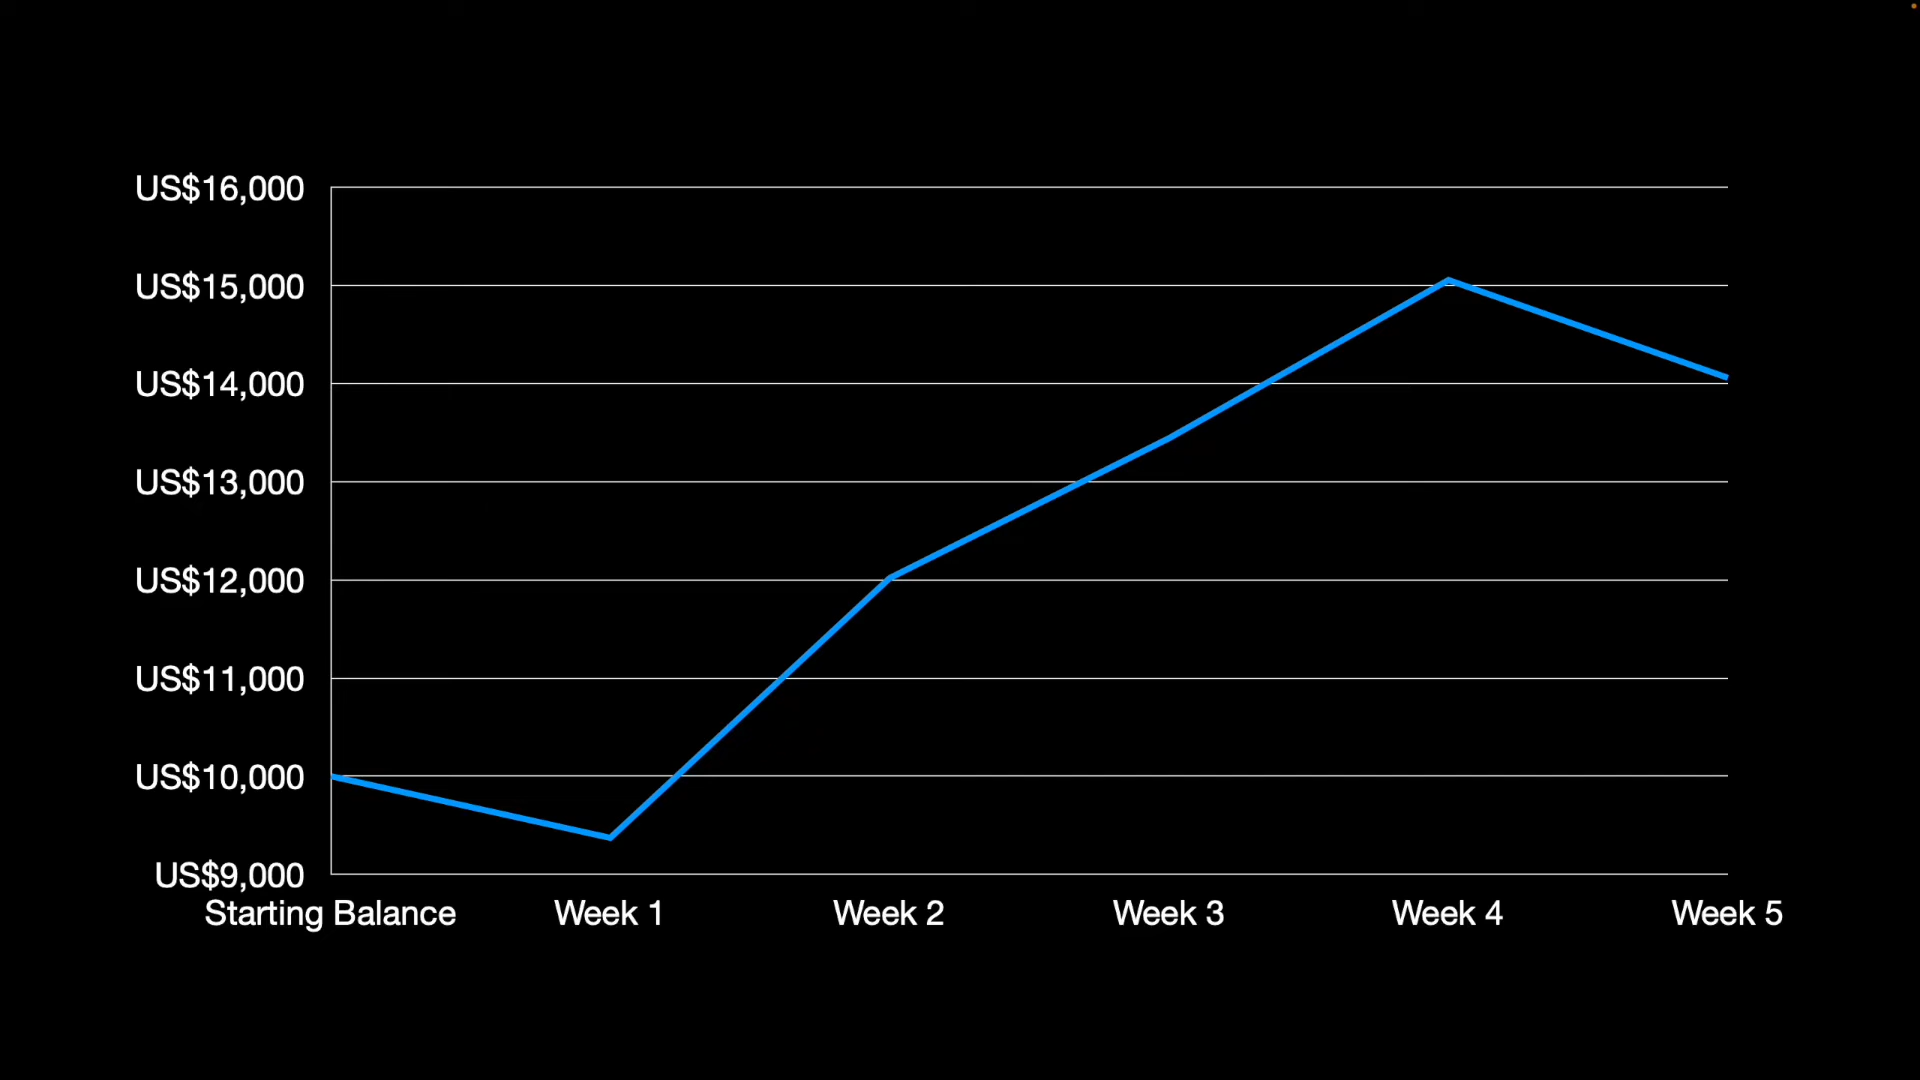 US$16,000
US$15,000
US$14,000
US$13,000
US$12,000
US$11,000
US$10,000
US$9,000
Starting Balance Week 1 Week 2 Week 3 Week 4 Week 5